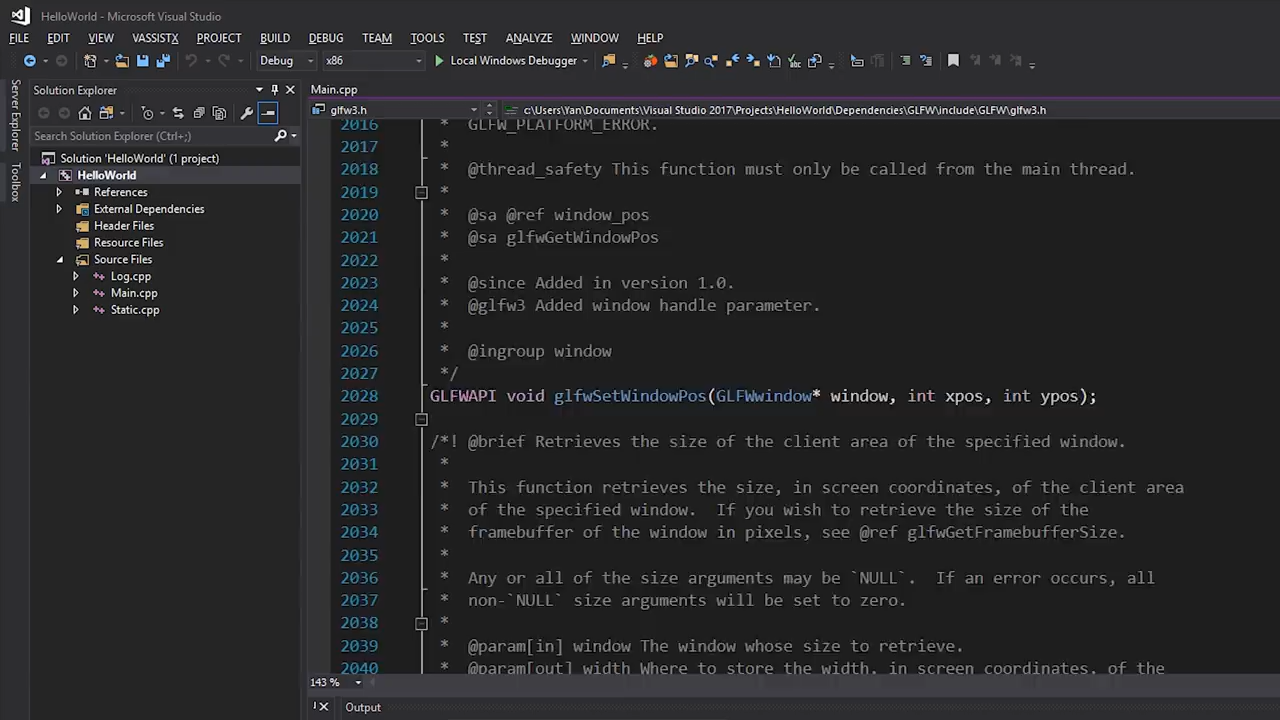 HelloWorld - Microsoft Visual Studio
FILE EDIT VIEW VASSISTX PROJECT BUILD DEBUG TEAM TOOLS TEST ANALYZE WINDOW HELP
Debug x86 Local Windows Debugger
Server Explorer
Toolbox
Solution Explorer
Search Solution Explorer (Ctrl+;)
Solution 'HelloWorld' (1 project)
HelloWorld
References
External Dependencies
Header Files
Resource Files
Source Files
Log.cpp
Main.cpp
Static.cpp
Main.cpp
glfw3.h c:\Users\Yan\Documents\Visual Studio 2017\Projects\HelloWorld\Dependencies\GLFW\include\GLFW\glfw3.h
2016 * GLFW_PLATFORM_ERROR.
2017 *
2018 * @thread_safety This function must only be called from the main thread.
2019 *
2020 * @sa @ref window_pos
2021 * @sa glfwGetWindowPos
2022 *
2023 * @since Added in version 1.0.
2024 * @glfw3 Added window handle parameter.
2025 *
2026 * @ingroup window
2027 */
2028 GLFWAPI void glfwSetWindowPos(GLFWwindow* window, int xpos, int ypos);
2029
2030 /*! @brief Retrieves the size of the client area of the specified window.
2031 *
2032 * This function retrieves the size, in screen coordinates, of the client area
2033 * of the specified window. If you wish to retrieve the size of the
2034 * framebuffer of the window in pixels, see @ref glfwGetFramebufferSize.
2035 *
2036 * Any or all of the size arguments may be `NULL`. If an error occurs, all
2037 * non-`NULL` size arguments will be set to zero.
2038 *
2039 * @param[in] window The window whose size to retrieve.
2040 * @param[out] width Where to store the width, in screen coordinates, of the
143 %
Output